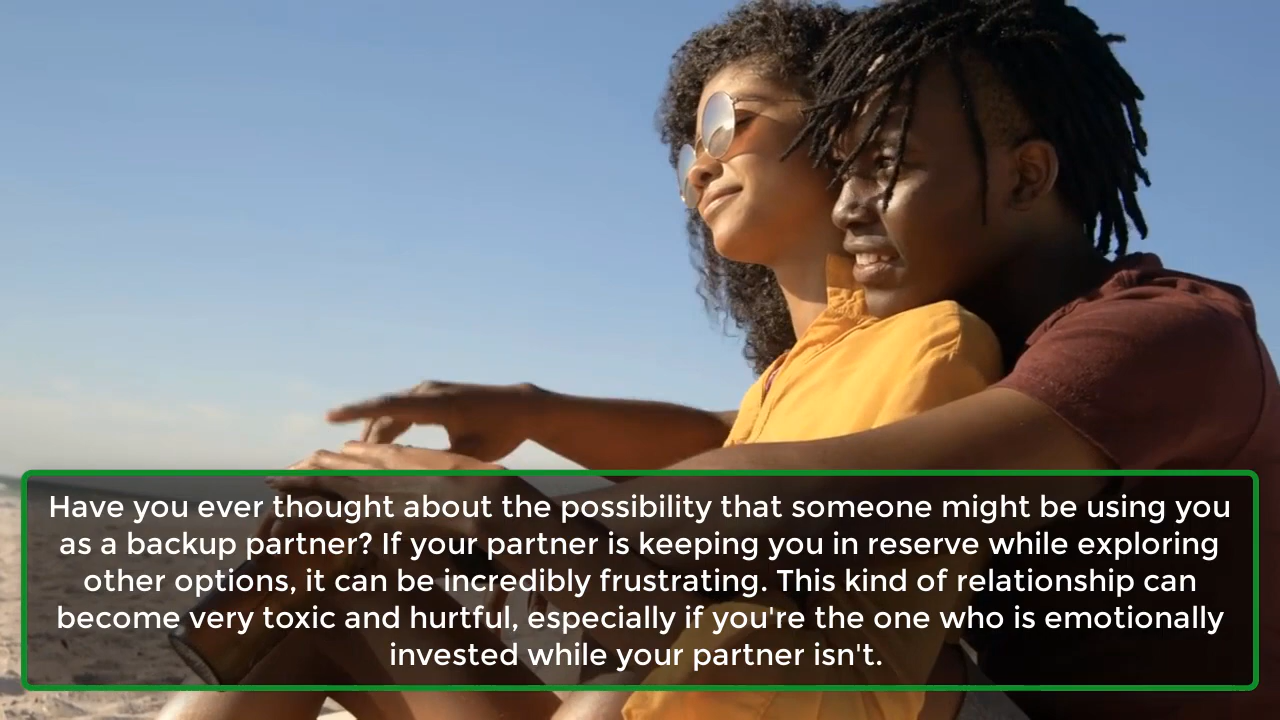 Have you ever thought about the possibility that someone might be using you
as a backup partner? If your partner is keeping you in reserve while exploring
other options, it can be incredibly frustrating. This kind of relationship can
become very toxic and hurtful, especially if you're the one who is emotionally
invested while your partner isn't.